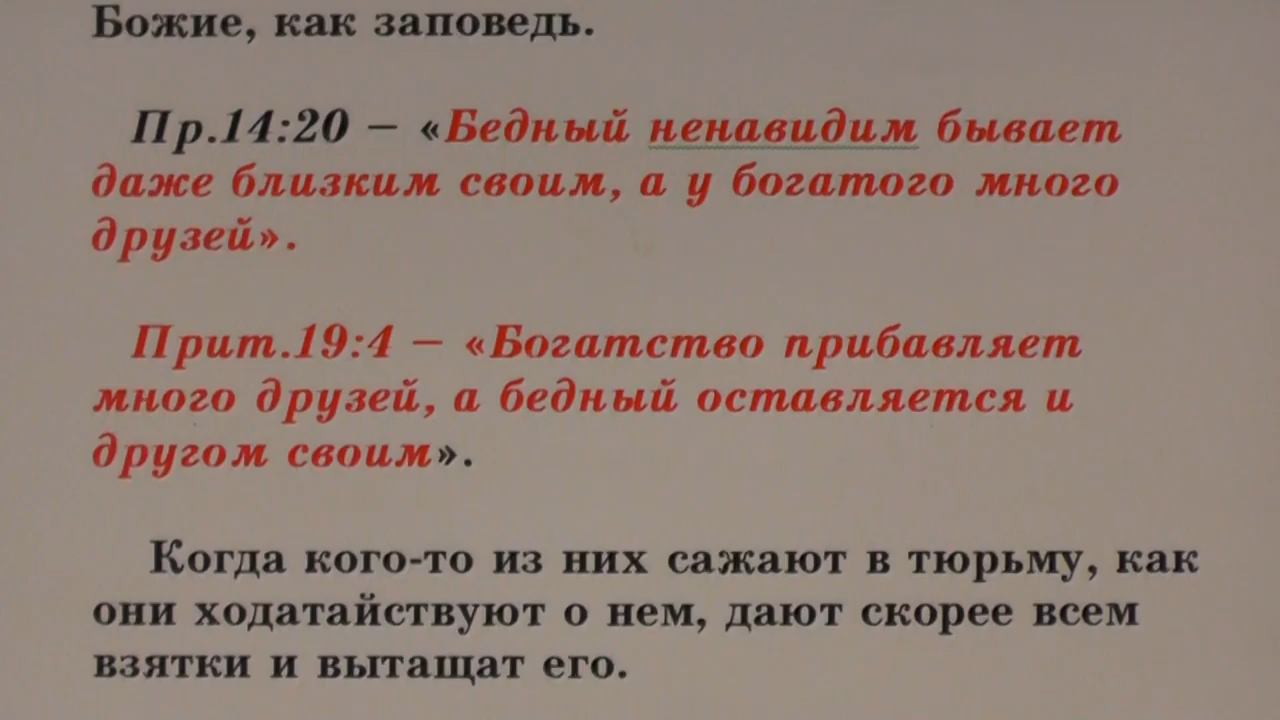 Божие, как заповедь.
Пр.14:20 – «Бедный ненавидим бывает
даже близким своим, а у богатого много
друзей».
Прит.19:4 – «Богатство прибавляет
много друзей, а бедный оставляется и
другом своим».
Когда кого-то из них сажают в тюрьму, как
они ходатайствуют о нем, дают скорее всем
взятки и вытащат его.